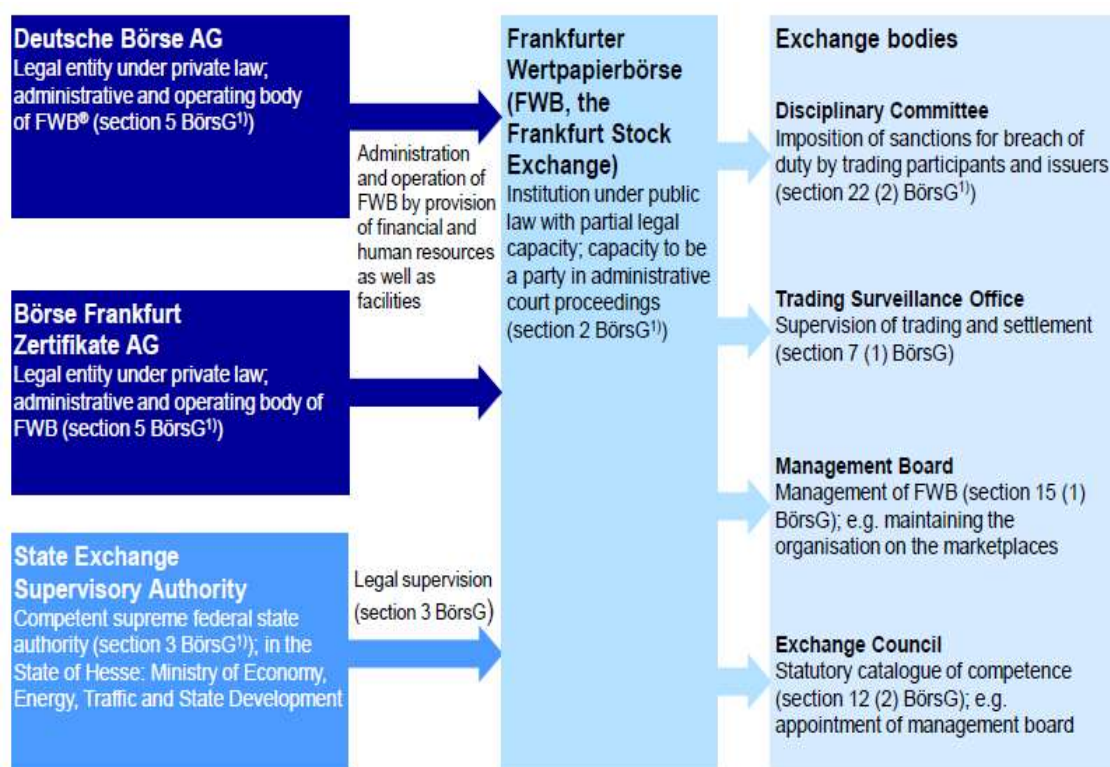 Deutsche Börse AG
Legal entity under private law;
administrative and operating body
of FWB® (section 5 BörsG¹⁾)
Administration
and operation of
FWB by provision
of financial and
human resources
as well as
facilities
Börse Frankfurt
Zertifikate AG
Legal entity under private law;
administrative and operating body of
FWB (section 5 BörsG¹⁾)
State Exchange
Supervisory Authority
Competent supreme federal state
authority (section 3 BörsG¹⁾); in the
State of Hesse: Ministry of Economy,
Energy, Traffic and State Development
Legal supervision
(section 3 BörsG)
Frankfurter
Wertpapierbörse
(FWB, the
Frankfurt Stock
Exchange)
Institution under public
law with partial legal
capacity; capacity to be
a party in administrative
court proceedings
(section 2 BörsG¹⁾)
Exchange bodies
Disciplinary Committee
Imposition of sanctions for breach of
duty by trading participants and issuers
(section 22 (2) BörsG¹⁾)
Trading Surveillance Office
Supervision of trading and settlement
(section 7 (1) BörsG)
Management Board
Management of FWB (section 15 (1)
BörsG); e.g. maintaining the
organisation on the marketplaces
Exchange Council
Statutory catalogue of competence
(section 12 (2) BörsG); e.g.
appointment of management board